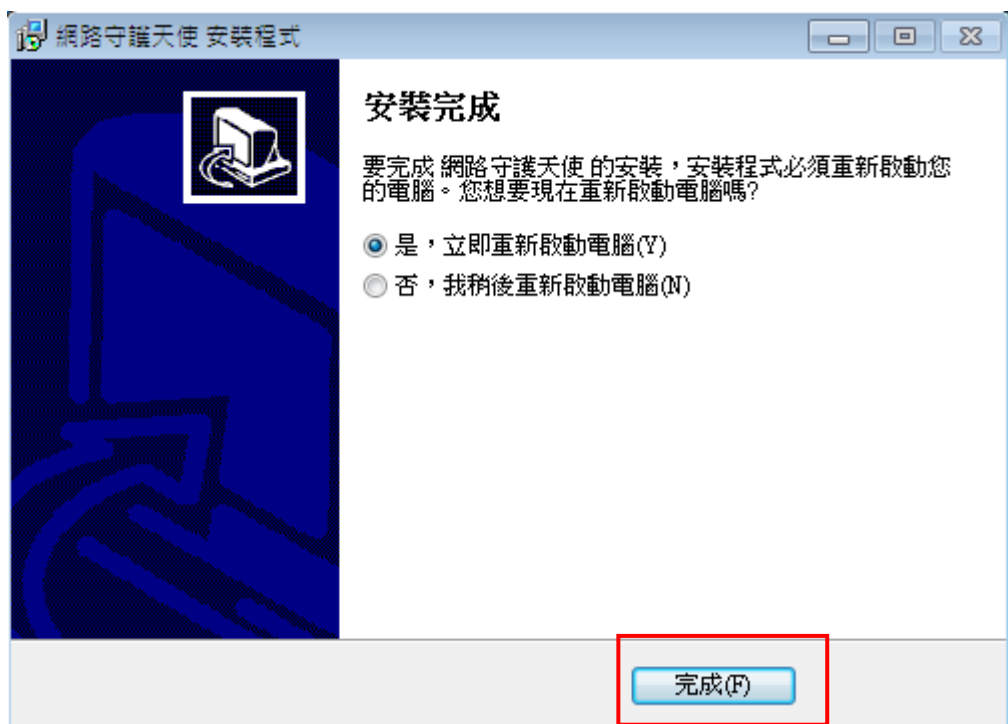 網路守護天使 安裝程式
安裝完成
要完成 網路守護天使 的安裝，安裝程式必須重新啟動您
的電腦。您想要現在重新啟動電腦嗎?
是，立即重新啟動電腦(Y)
否，我稍後重新啟動電腦(N)
完成(F)